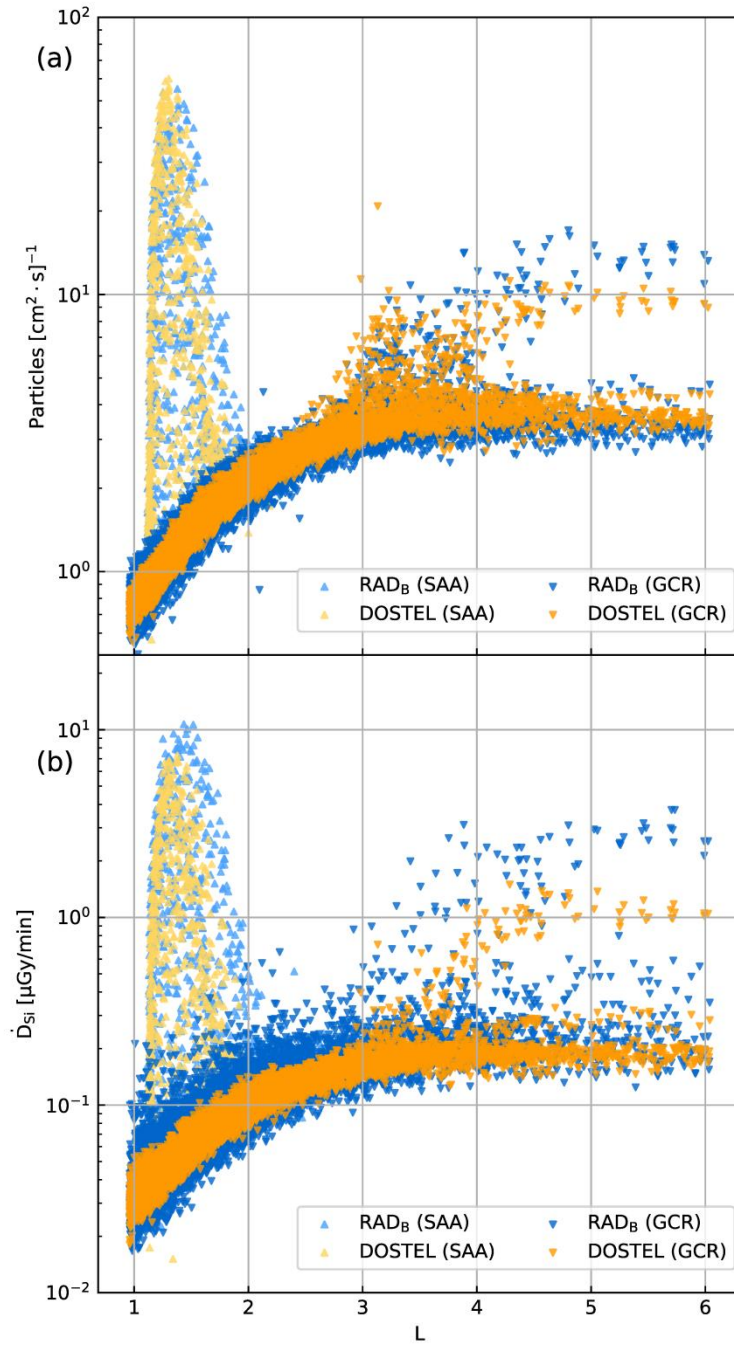 (a)
10²
10¹
10⁰
Particles [cm² · s]⁻¹
RAD_B (SAA) RAD_B (GCR)
DOSTEL (SAA) DOSTEL (GCR)
(b)
10¹
10⁰
10⁻¹
10⁻²
Ḋ_Si [μGy/min]
RAD_B (SAA) RAD_B (GCR)
DOSTEL (SAA) DOSTEL (GCR)
1 2 3 4 5 6
L